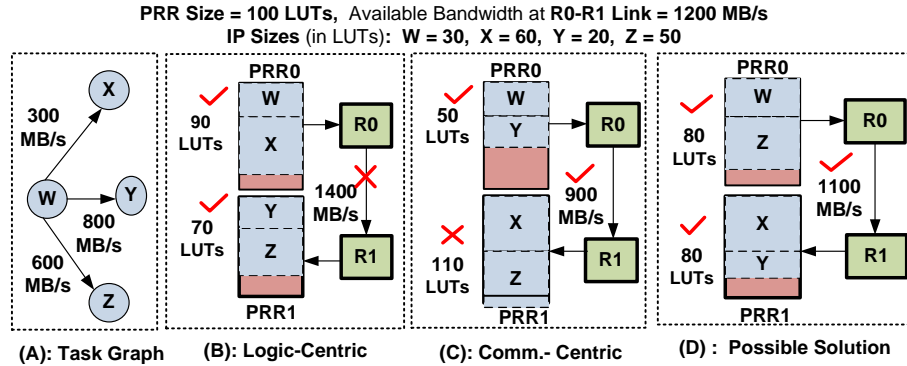 PRR Size = 100 LUTs, Available Bandwidth at R0-R1 Link = 1200 MB/s
IP Sizes (in LUTs): W = 30, X = 60, Y = 20, Z = 50
X
300
MB/s
W
Y
800
MB/s
600
MB/s
Z
(A): Task Graph
PRR0
W
X
90
LUTs
R0
1400
MB/s
Y
Z
70
LUTs
R1
PRR1
(B): Logic-Centric
PRR0
W
Y
50
LUTs
R0
900
MB/s
X
Z
110
LUTs
R1
PRR1
(C): Comm.- Centric
PRR0
W
Z
80
LUTs
R0
1100
MB/s
X
Y
80
LUTs
R1
PRR1
(D) : Possible Solution